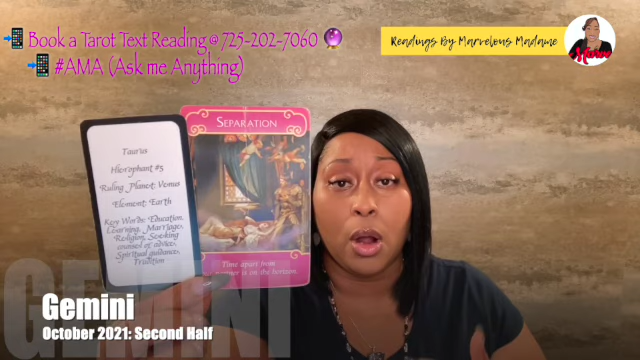 Book a Tarot Text Reading @ 725-202-7060
#AMA (Ask me Anything)
Readings By Marvelous Madame
SEPARATION
Taurus
Hierophant #5
Ruling Planet: Venus
Element: Earth
Key Words: Education,
Learning, Marriage,
Religion, Seeking
counsel or advice,
Spiritual guidance,
Tradition
Time apart from
partner is on the horizon.
GEMINI
Gemini
October 2021: Second Half